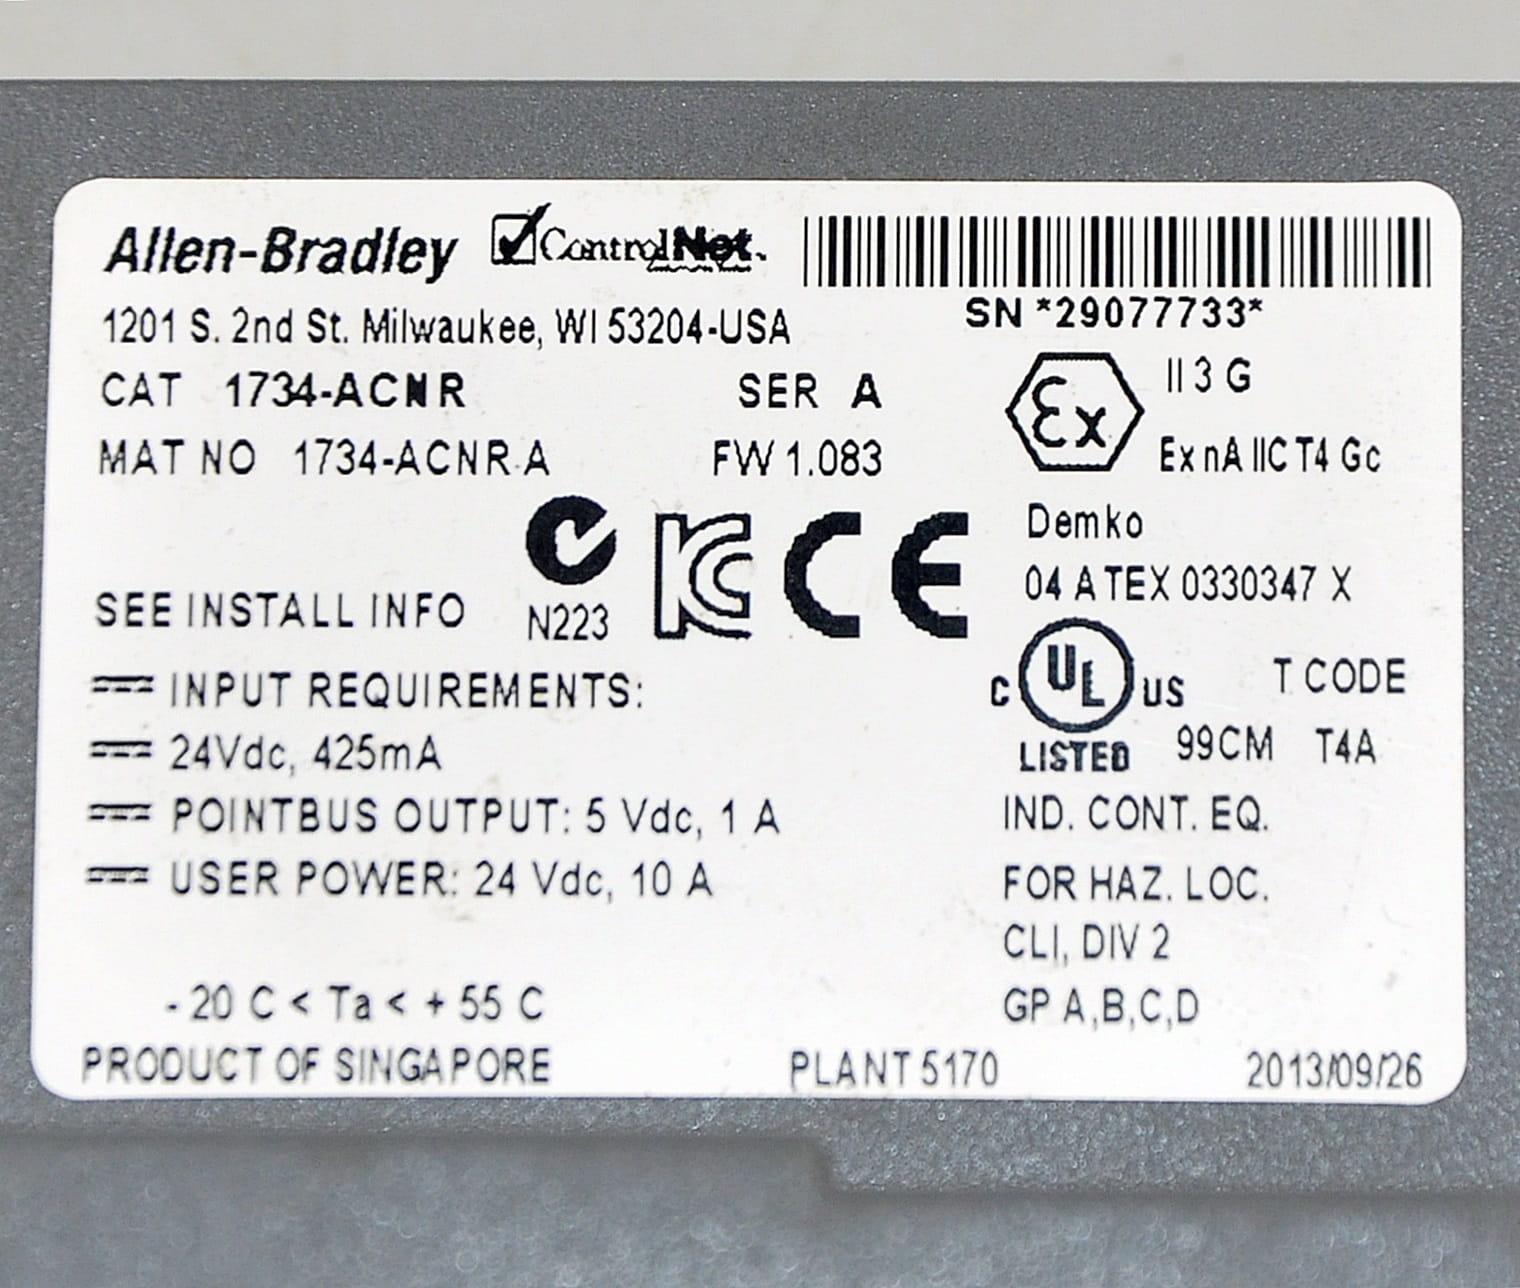 Allen-Bradley ControlNet
SN *29077733*
1201 S. 2nd St. Milwaukee, WI 53204-USA
CAT 1734-ACNR SER A
MAT NO 1734-ACNR A FW 1.083
Ex II 3 G
Ex nA IIC T4 Gc
Demko
04 ATEX 0330347 X
SEE INSTALL INFO
N223
KC CE
INPUT REQUIREMENTS:
24Vdc, 425mA
POINTBUS OUTPUT: 5 Vdc, 1 A
USER POWER: 24 Vdc, 10 A
C UL US T CODE
LISTED 99CM T4A
IND. CONT. EQ.
FOR HAZ. LOC.
CLI, DIV 2
GP A,B,C,D
- 20 C < Ta < + 55 C
PRODUCT OF SINGAPORE PLANT 5170 2013/09/26